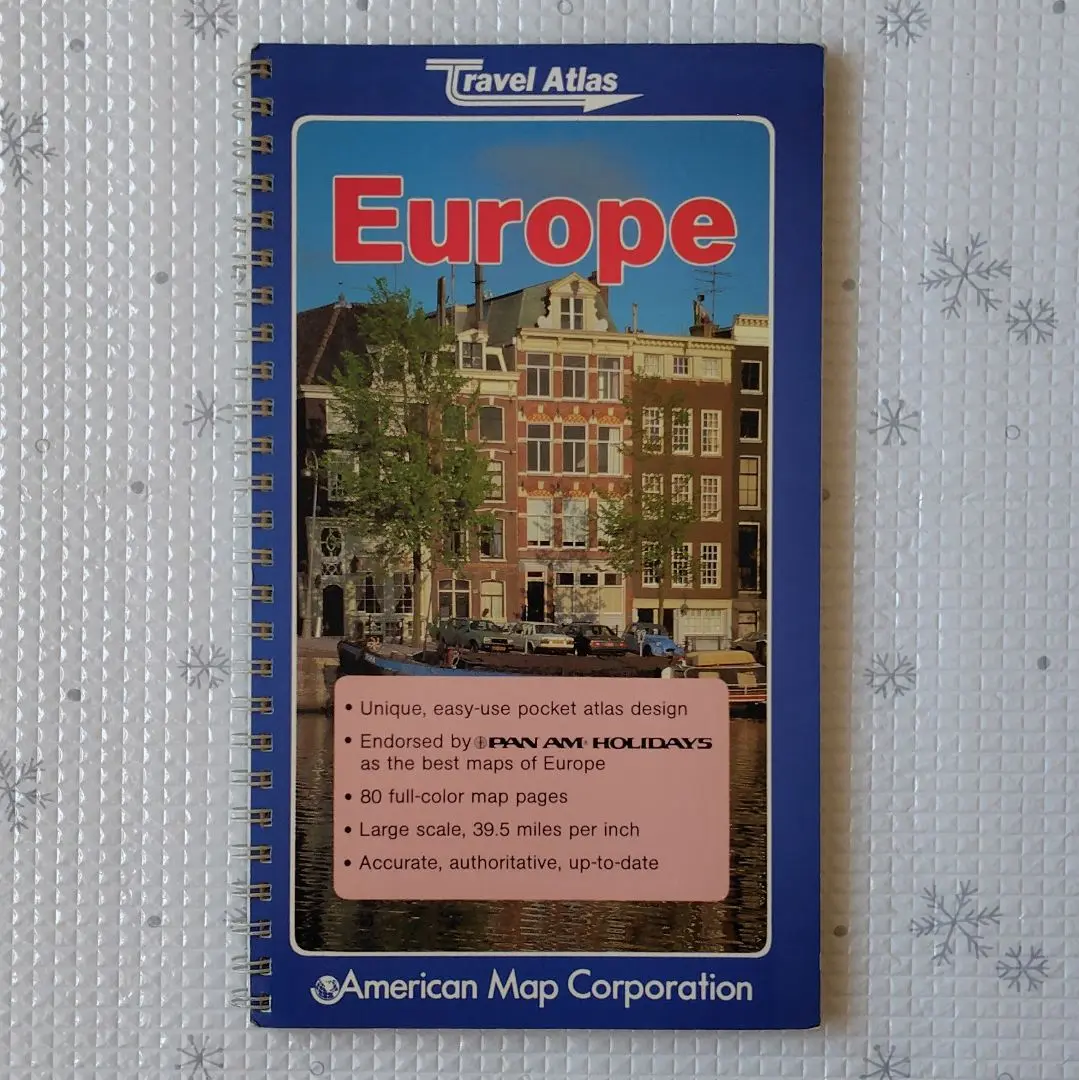 Travel Atlas
Europe
• Unique, easy-use pocket atlas design
• Endorsed by PAN AM® HOLIDAYS
as the best maps of Europe
• 80 full-color map pages
• Large scale, 39.5 miles per inch
• Accurate, authoritative, up-to-date
American Map Corporation